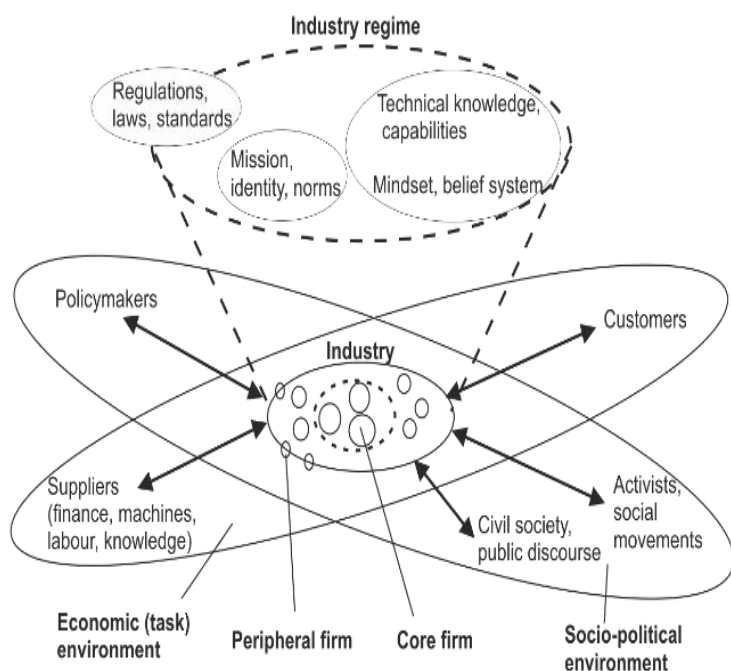 Industry regime
Regulations,
laws, standards
Technical knowledge,
capabilities
Mission,
identity, norms
Mindset, belief system
Policymakers
Customers
Industry
Suppliers
(finance, machines,
labour, knowledge)
Activists,
social
movements
Civil society,
public discourse
Economic (task)
environment
Peripheral firm
Core firm
Socio-political
environment